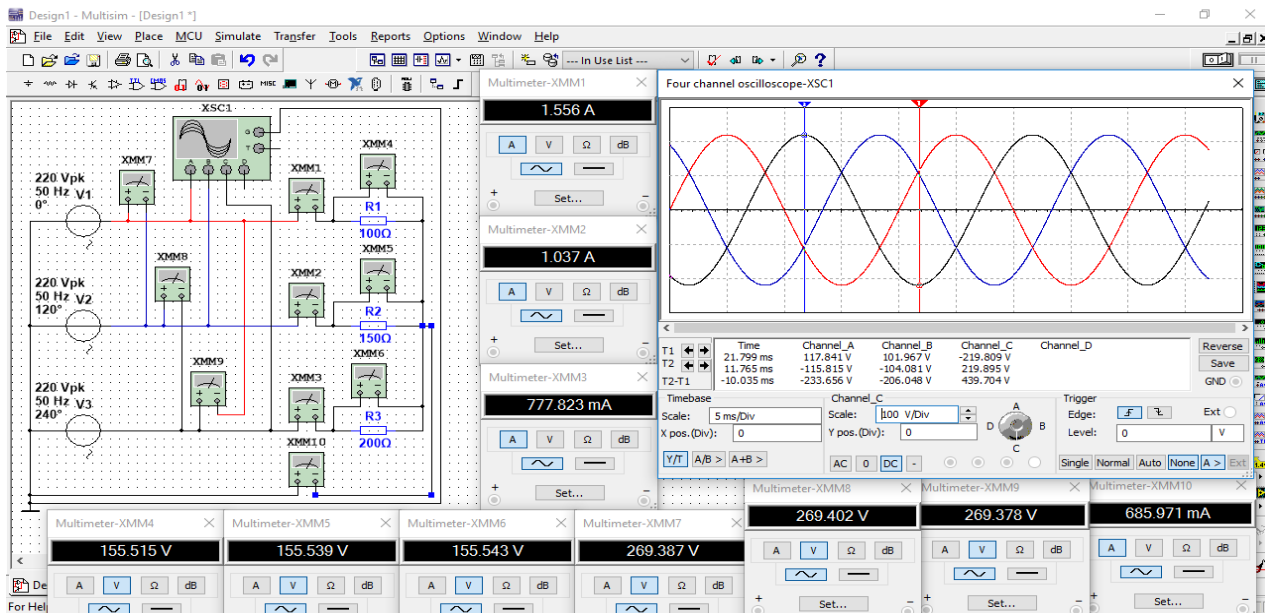 Design1 - Multisim - [Design1 *]
File Edit View Place MCU Simulate Transfer Tools Reports Options Window Help
--- In Use List ---
MISC
XSC1
G
T
A B C D
XMM7
XMM1
XMM4
220 Vpk
50 Hz V1
0°
R1
100Ω
XMM8
XMM2
XMM5
220 Vpk
50 Hz V2
120°
R2
150Ω
XMM9
XMM3
XMM6
220 Vpk
50 Hz V3
240°
R3
200Ω
XMM10
Multimeter-XMM1
1.556 A
A V Ω dB
Set...
Multimeter-XMM2
1.037 A
A V Ω dB
Set...
Multimeter-XMM3
777.823 mA
A V Ω dB
Set...
Four channel oscilloscope-XSC1
Time Channel_A Channel_B Channel_C Channel_D
T1 21.799 ms 117.841 V 101.967 V -219.809 V
T2 11.765 ms -115.815 V -104.081 V 219.895 V
T2-T1 -10.035 ms -233.656 V -206.048 V 439.704 V
Reverse
Save
GND
Timebase
Scale: 5 ms/Div
X pos.(Div): 0
Y/T A/B > A+B >
Channel_C
Scale: 100 V/Div
Y pos.(Div): 0
AC 0 DC -
A
B
C
D
Trigger
Edge: Ext
Level: 0 V
Single Normal Auto None A > Ext
Multimeter-XMM4
155.515 V
A V Ω dB
Multimeter-XMM5
155.539 V
A V Ω dB
Multimeter-XMM6
155.543 V
A V Ω dB
Multimeter-XMM7
269.387 V
A V Ω dB
Multimeter-XMM8
269.402 V
A V Ω dB
Set...
Multimeter-XMM9
269.378 V
A V Ω dB
Set...
Multimeter-XMM10
685.971 mA
A V Ω dB
Set...
De
For Hel